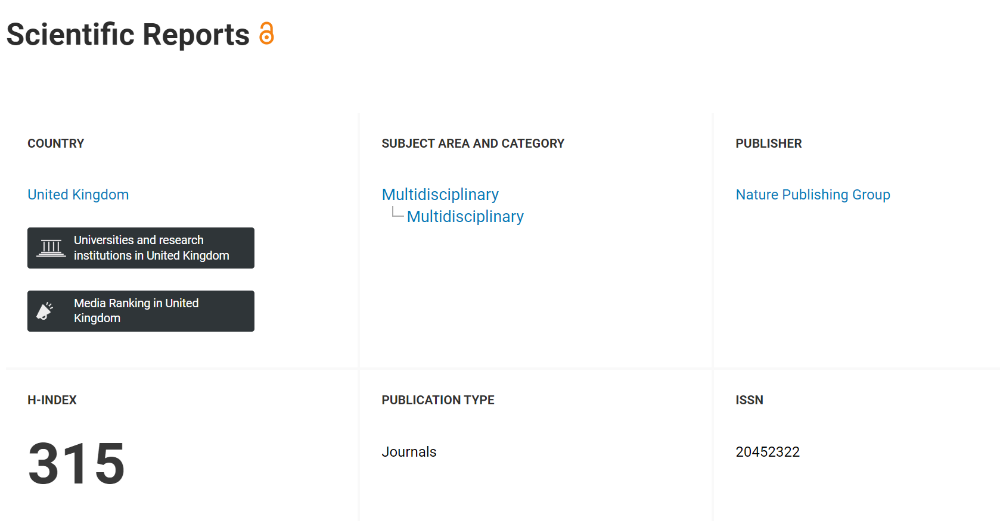 Scientific Reports
COUNTRY
United Kingdom
Universities and research
institutions in United Kingdom
Media Ranking in United
Kingdom
SUBJECT AREA AND CATEGORY
Multidisciplinary
Multidisciplinary
PUBLISHER
Nature Publishing Group
H-INDEX
315
PUBLICATION TYPE
Journals
ISSN
20452322